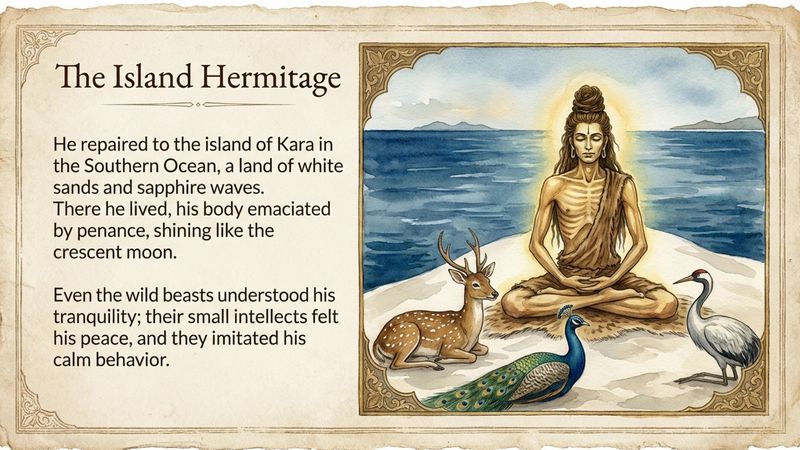 The Island Hermitage
He repaired to the island of Kara in
the Southern Ocean, a land of white
sands and sapphire waves.
There he lived, his body emaciated
by penance, shining like the
crescent moon.
Even the wild beasts understood his
tranquility; their small intellects felt
his peace, and they imitated his
calm behavior.